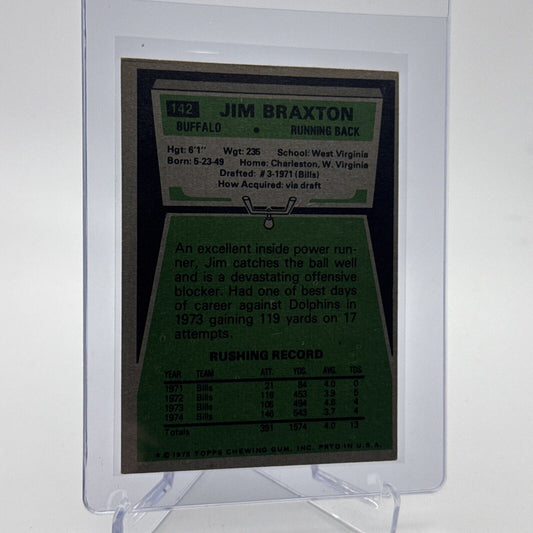 142 JIM BRAXTON
BUFFALO • RUNNING BACK
Hgt: 6'1" Wgt: 235 School: West Virginia
Born: 5-23-49 Home: Charleston, W. Virginia
Drafted: #3-1971 (Bills)
How Acquired: via draft
An excellent inside power run-
ner, Jim catches the ball well
and is a devastating offensive
blocker. Had one of best days
of career against Dolphins in
1973 gaining 119 yards on 17
attempts.
RUSHING RECORD
YEAR TEAM ATT. YDS. AVG. TDS
1971 Bills 21 84 4.0 0
1972 Bills 116 453 3.9 5
1973 Bills 108 494 4.6 4
1974 Bills 146 543 3.7 4
Totals 391 1574 4.0 13
© 1975 TOPPS CHEWING GUM, INC. PRTD IN U.S.A.